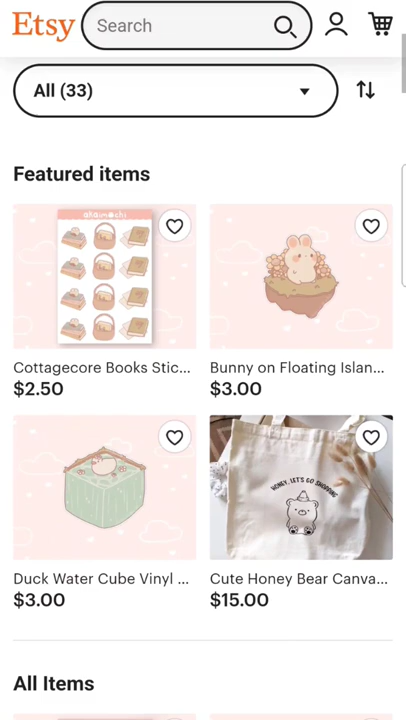 Etsy
Search
All (33)
Featured items
Cottagecore Books Stic...
$2.50
Bunny on Floating Islan...
$3.00
HONEY, LET'S GO SHOPPING
Duck Water Cube Vinyl ...
$3.00
Cute Honey Bear Canva...
$15.00
All Items